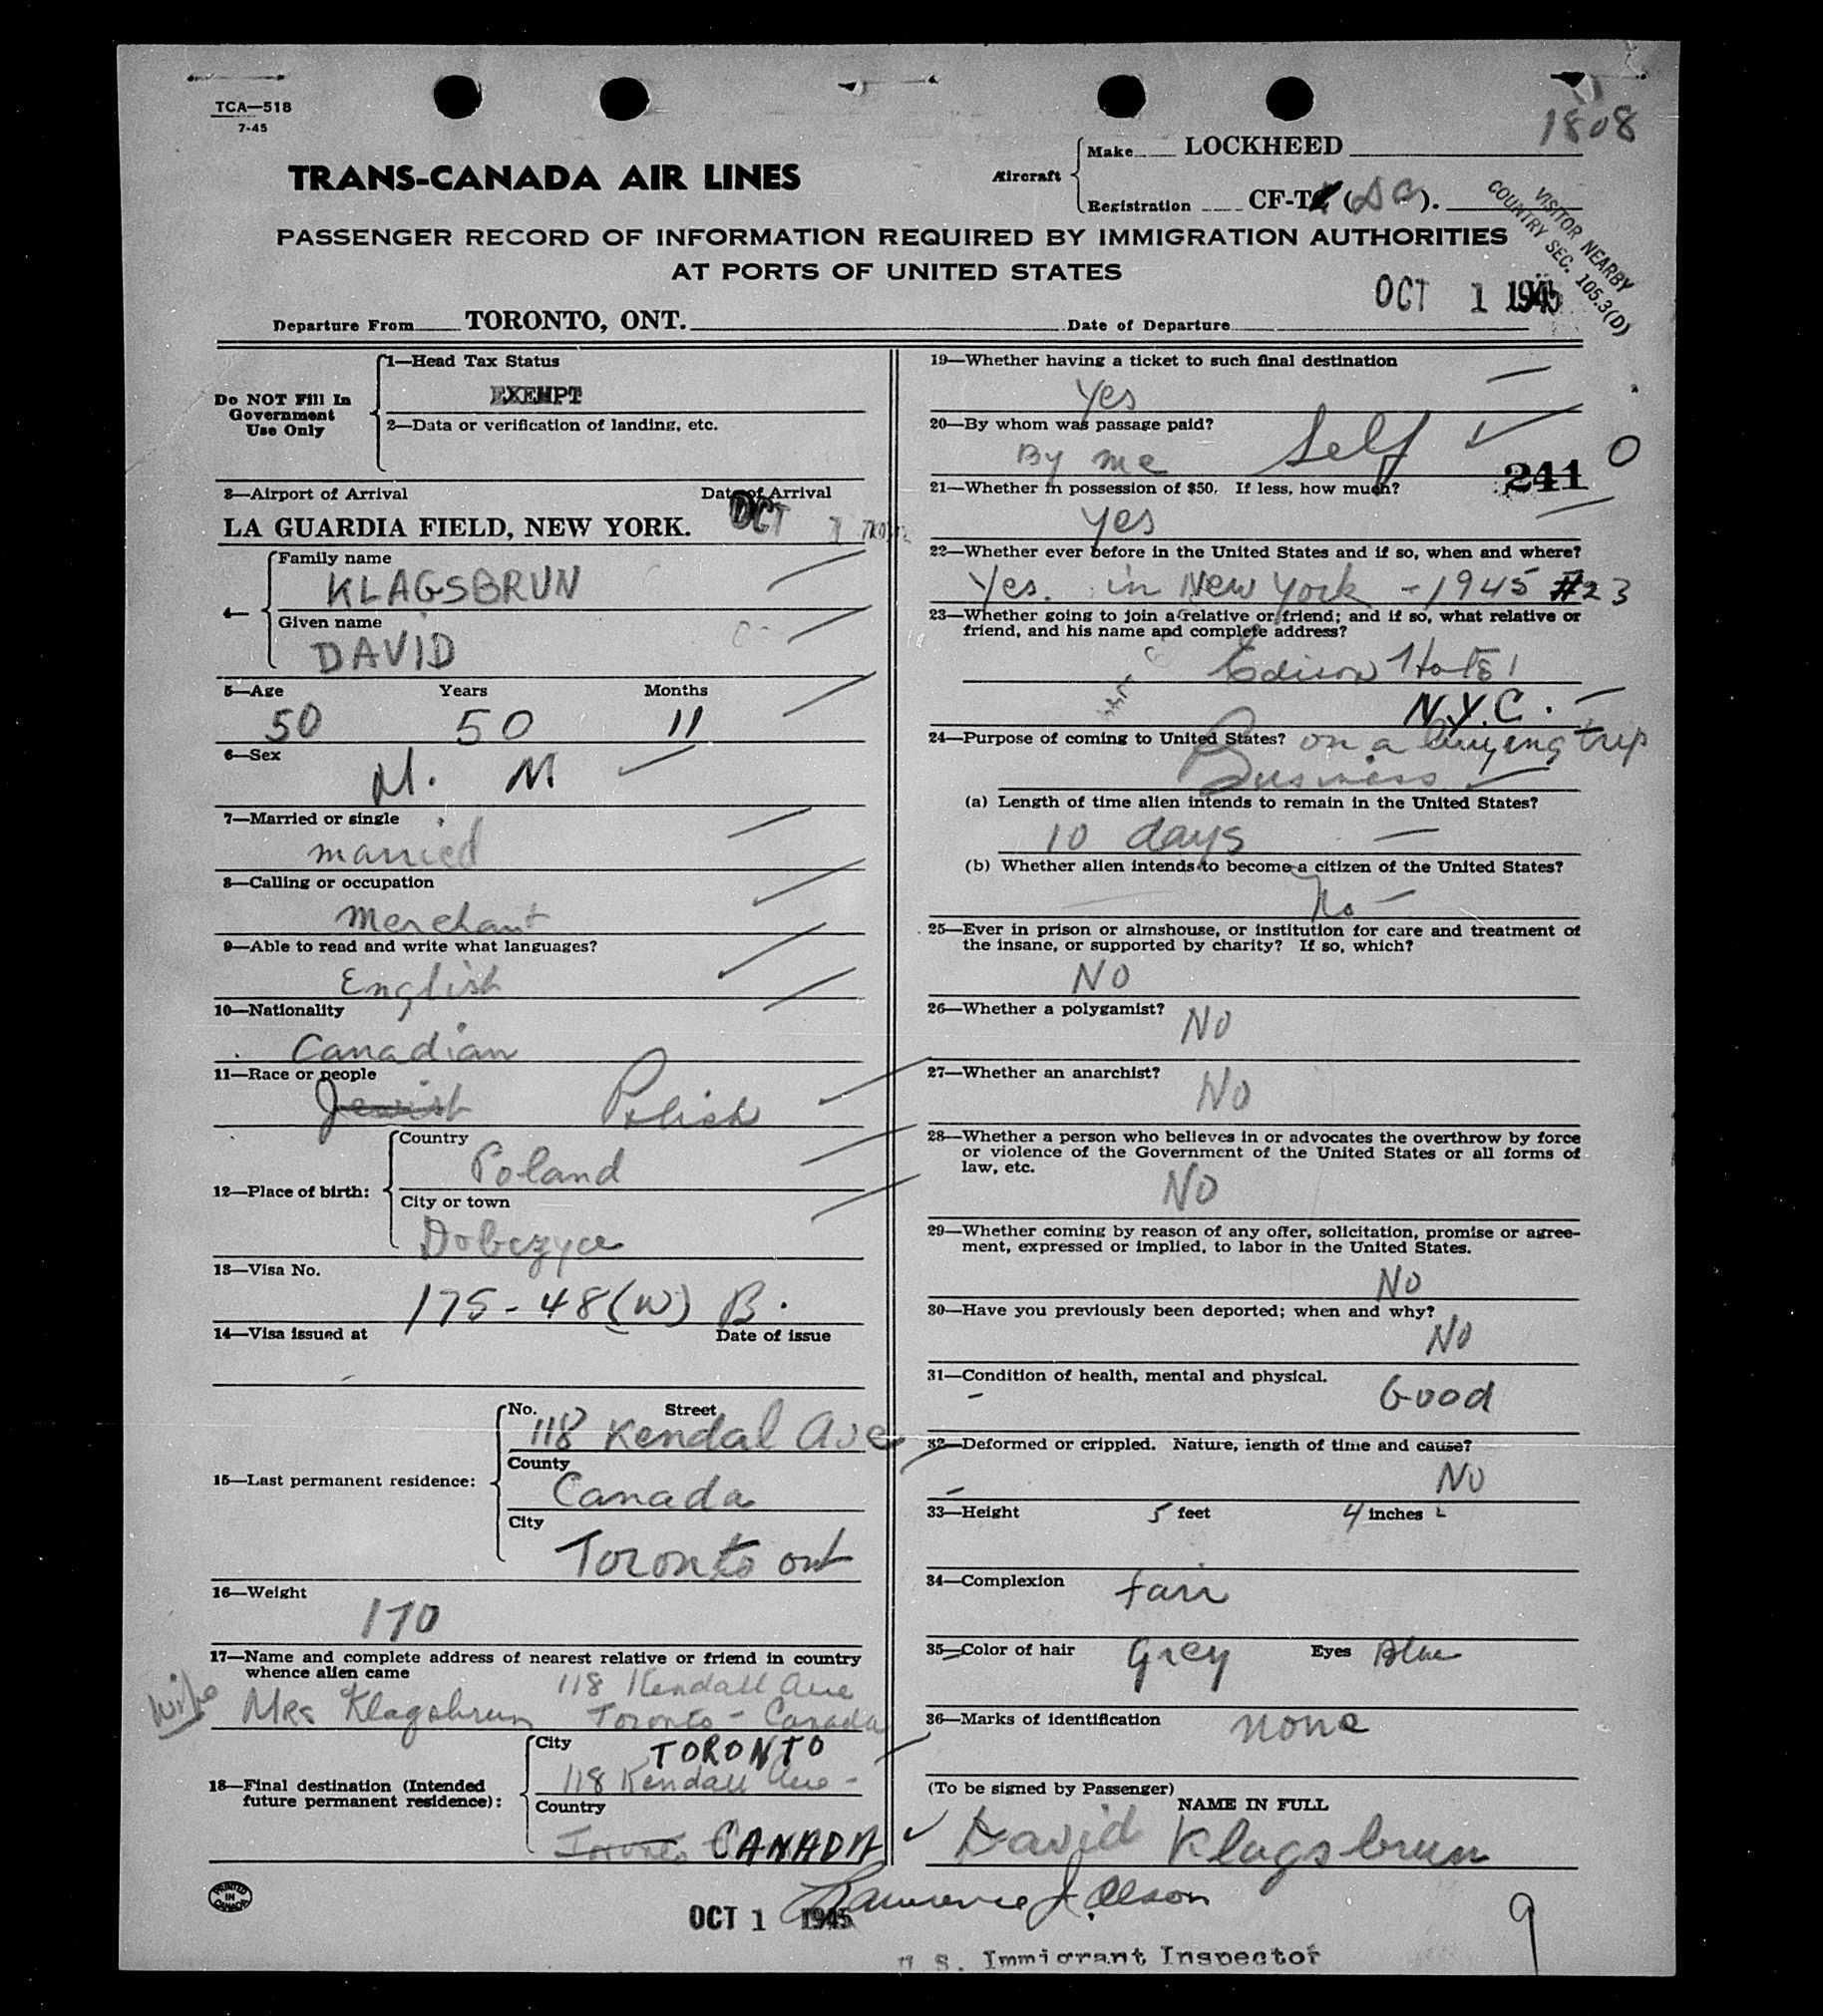 TCA—518
7-45
1808
TRANS-CANADA AIR LINES
Aircraft
Make LOCKHEED
Registration CF-T
VISITOR NEARBY
COUNTRY SEC. 105.3(D)
PASSENGER RECORD OF INFORMATION REQUIRED BY IMMIGRATION AUTHORITIES
AT PORTS OF UNITED STATES
Departure From TORONTO, ONT.
Date of Departure OCT 1 1945
Do NOT Fill In
Government
Use Only
1—Head Tax Status
EXEMPT
2—Data or verification of landing, etc.
3—Airport of Arrival Date of Arrival
LA GUARDIA FIELD, NEW YORK. OCT 1
4—
Family name
KLAGSBRUN
Given name
DAVID
5—Age Years Months
50 50 11
6—Sex
M. M
7—Married or single
married
8—Calling or occupation
Merchant
9—Able to read and write what languages?
English
10—Nationality
Canadian
11—Race or people
Jewish Polish
12—Place of birth:
Country
Poland
City or town
Dobczyce
13—Visa No.
175-48(W) B.
14—Visa issued at Date of issue
15—Last permanent residence:
No. Street
118 Kendal Ave
County
Canada
City
Toronto ont
16—Weight
170
17—Name and complete address of nearest relative or friend in country
whence alien came
118 Kendall Ave
wife Mrs Klagsbrun Toronto - Canada
18—Final destination (Intended
future permanent residence):
City TORONTO
118 Kendall Ave -
Country
CANADA
19—Whether having a ticket to such final destination
Yes
20—By whom was passage paid?
By me Self
241 0
21—Whether in possession of $50. If less, how much?
yes
22—Whether ever before in the United States and if so, when and where?
Yes. in New York - 1945 #23
23—Whether going to join a relative or friend; and if so, what relative or
friend, and his name and complete address?
Edison Hotel
N.Y.C.
24—Purpose of coming to United States? on a buying trip
Business
(a) Length of time alien intends to remain in the United States?
10 days
(b) Whether alien intends to become a citizen of the United States?
No
25—Ever in prison or almshouse, or institution for care and treatment of
the insane, or supported by charity? If so, which?
NO
26—Whether a polygamist? NO
27—Whether an anarchist?
NO
28—Whether a person who believes in or advocates the overthrow by force
or violence of the Government of the United States or all forms of
law, etc.
NO
29—Whether coming by reason of any offer, solicitation, promise or agree-
ment, expressed or implied, to labor in the United States.
NO
30—Have you previously been deported; when and why?
NO
31—Condition of health, mental and physical.
Good
32—Deformed or crippled. Nature, length of time and cause?
NO
33—Height 5 feet 4 inches
34—Complexion fair
35—Color of hair Grey Eyes Blue
36—Marks of identification none
(To be signed by Passenger)
NAME IN FULL
David Klagsbrun
PRINTED
IN
CANADA
OCT 1 1945
Lawrence J. Olson
U. S. Immigrant Inspector
9